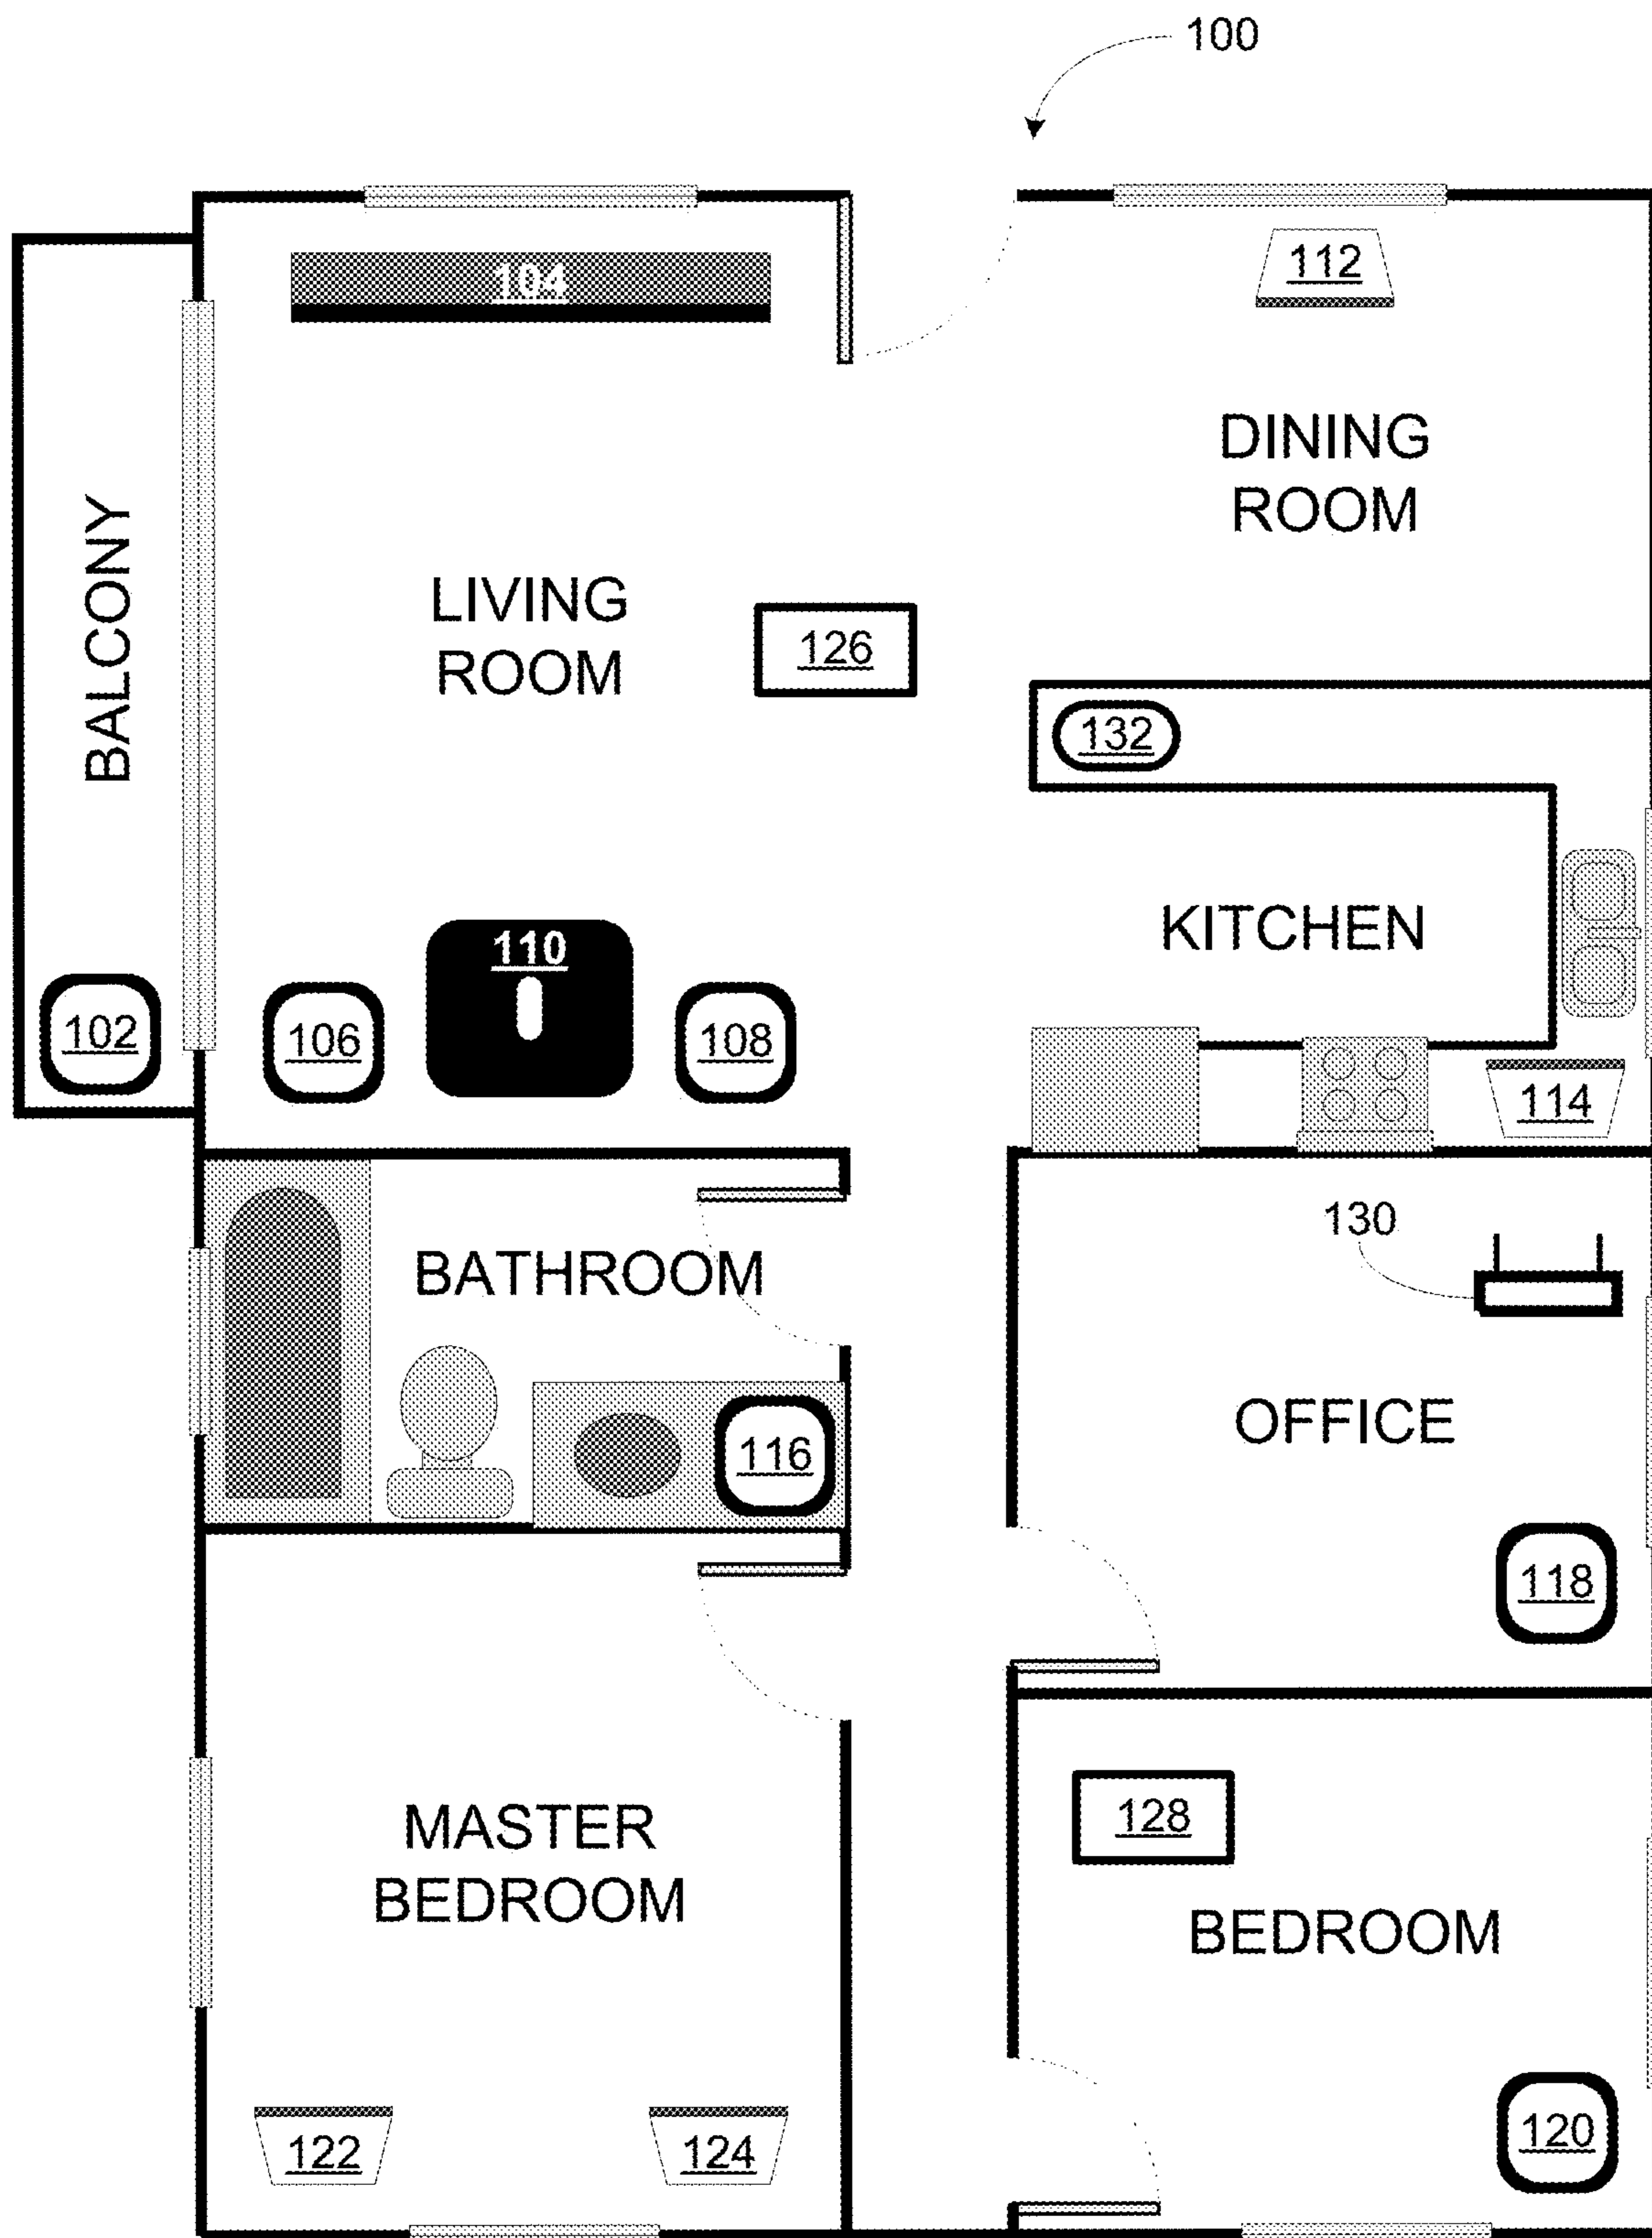 100
104
112
DINING
ROOM
BALCONY
LIVING
ROOM
126
132
KITCHEN
110
102
106
108
114
130
BATHROOM
OFFICE
116
118
128
MASTER
BEDROOM
BEDROOM
122
124
120